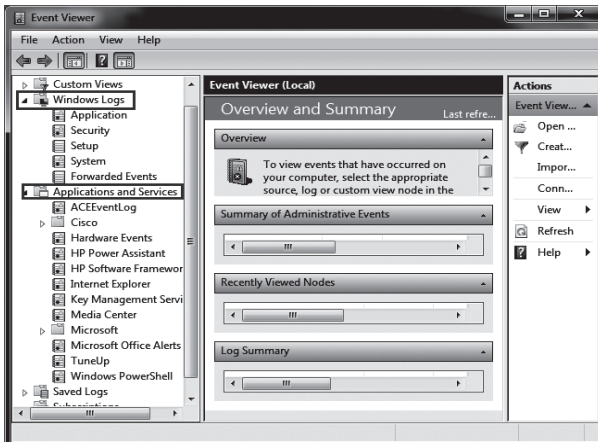 Event Viewer
File Action View Help
Custom Views
Windows Logs
Application
Security
Setup
System
Forwarded Events
Applications and Services
ACEEventLog
Cisco
Hardware Events
HP Power Assistant
HP Software Framewor
Internet Explorer
Key Management Servi
Media Center
Microsoft
Microsoft Office Alerts
TuneUp
Windows PowerShell
Saved Logs
Subscriptions
Event Viewer (Local)
Overview and Summary Last refre...
Overview
To view events that have occurred on
your computer, select the appropriate
source, log or custom view node in the
Summary of Administrative Events
Recently Viewed Nodes
Log Summary
Actions
Event View...
Open ...
Creat...
Impor...
Conn...
View
Refresh
Help